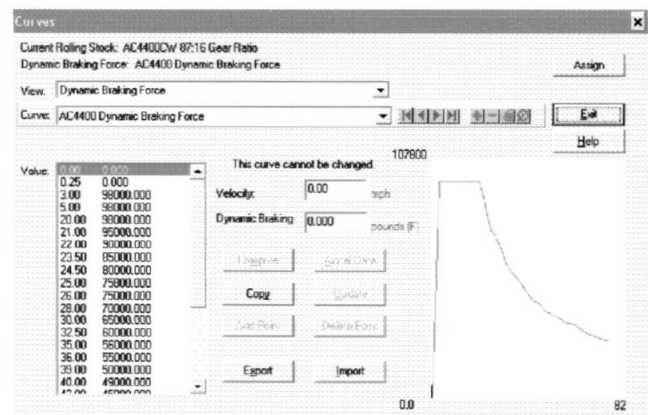 Curves
Current Rolling Stock: AC4400CW 87:16 Gear Ratio
Dynamic Braking Force: AC4400 Dynamic Braking Force
Assign
View: Dynamic Braking Force
Curve: AC4400 Dynamic Braking Force
Exit
Help
107800
This curve cannot be changed.
Value:
0.00 0.000
0.25 0.000
3.00 98000.000
5.00 98000.000
20.00 98000.000
21.00 95000.000
22.00 90000.000
23.50 85000.000
24.50 80000.000
25.00 75800.000
26.00 75000.000
28.00 70000.000
30.00 65000.000
32.50 60000.000
35.00 56000.000
36.00 55000.000
39.00 50000.000
40.00 49000.000
Velocity: 0.00 mph
Dynamic Braking 0.000 pounds (F)
Copy
Update
Add Point
Delete Point
Export
Import
0.0
82